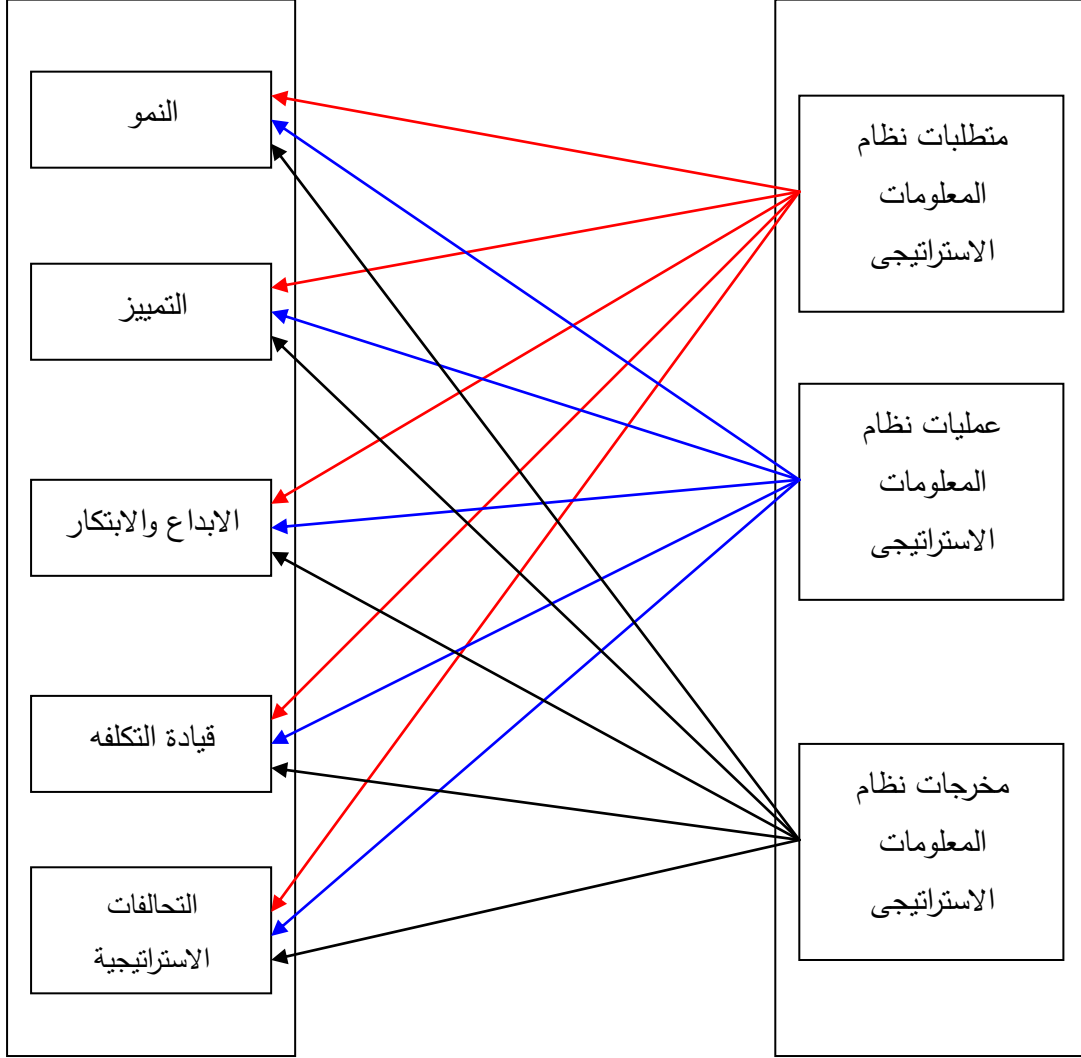 متطلبات نظام
المعلومات
الاستراتيجى
عمليات نظام
المعلومات
الاستراتيجى
مخرجات نظام
المعلومات
الاستراتيجى
النمو
التمييز
الابداع والابتكار
قيادة التكلفه
التحالفات
الاستراتيجية